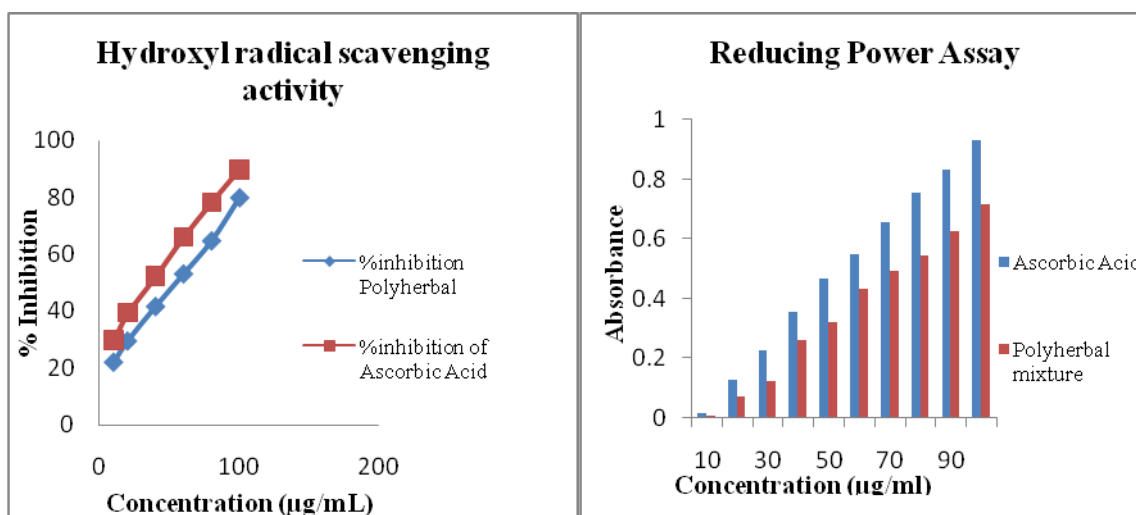 Hydroxyl radical scavenging
activity
100
80
60
40
20
0
0 100 200
% Inhibition
Concentration (µg/mL)
%inhibition
Polyherbal
%inhibition of
Ascorbic Acid
Reducing Power Assay
1
0.8
0.6
0.4
0.2
0
10 30 50 70 90
Absorbance
Concentration (µg/ml)
Ascorbic Acid
Polyherbal
mixture